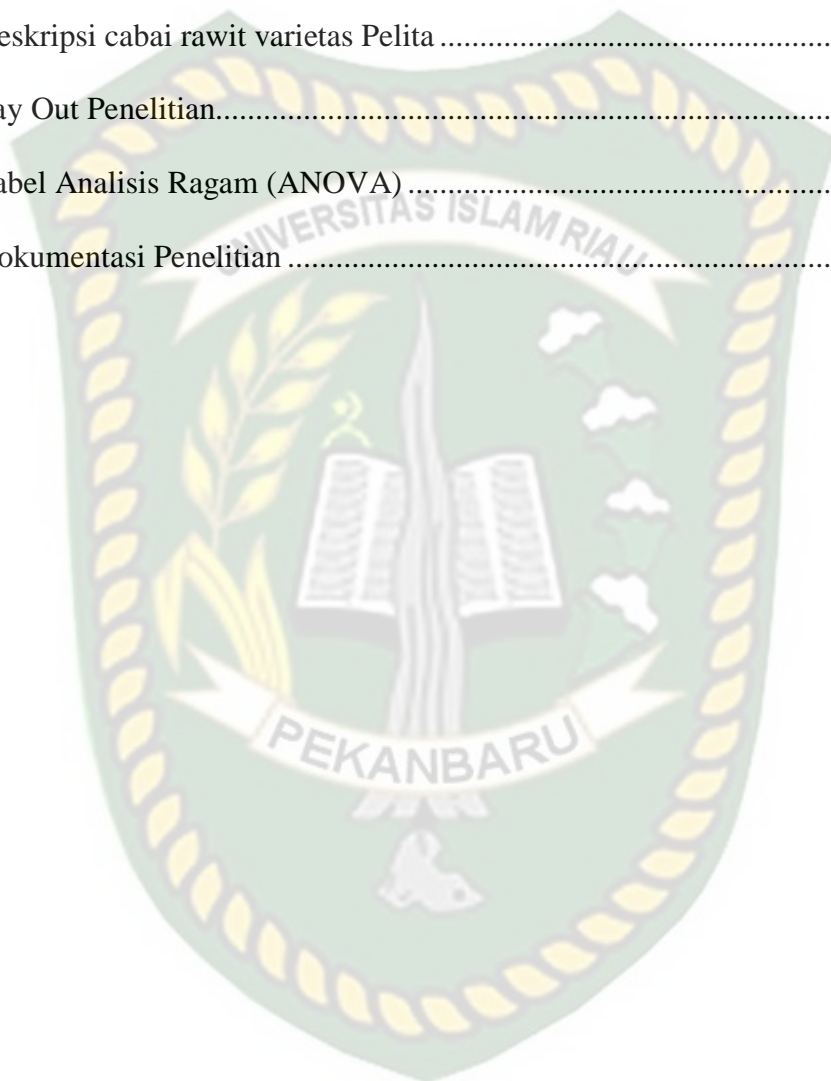 eskripsi cabai rawit varietas Pelita ................................................
ay Out Penelitian............................................................................
abel Analisis Ragam (ANOVA) ....................................................
okumentasi Penelitian ...................................................................
UNIVERSITAS ISLAM RIAU
PEKANBARU